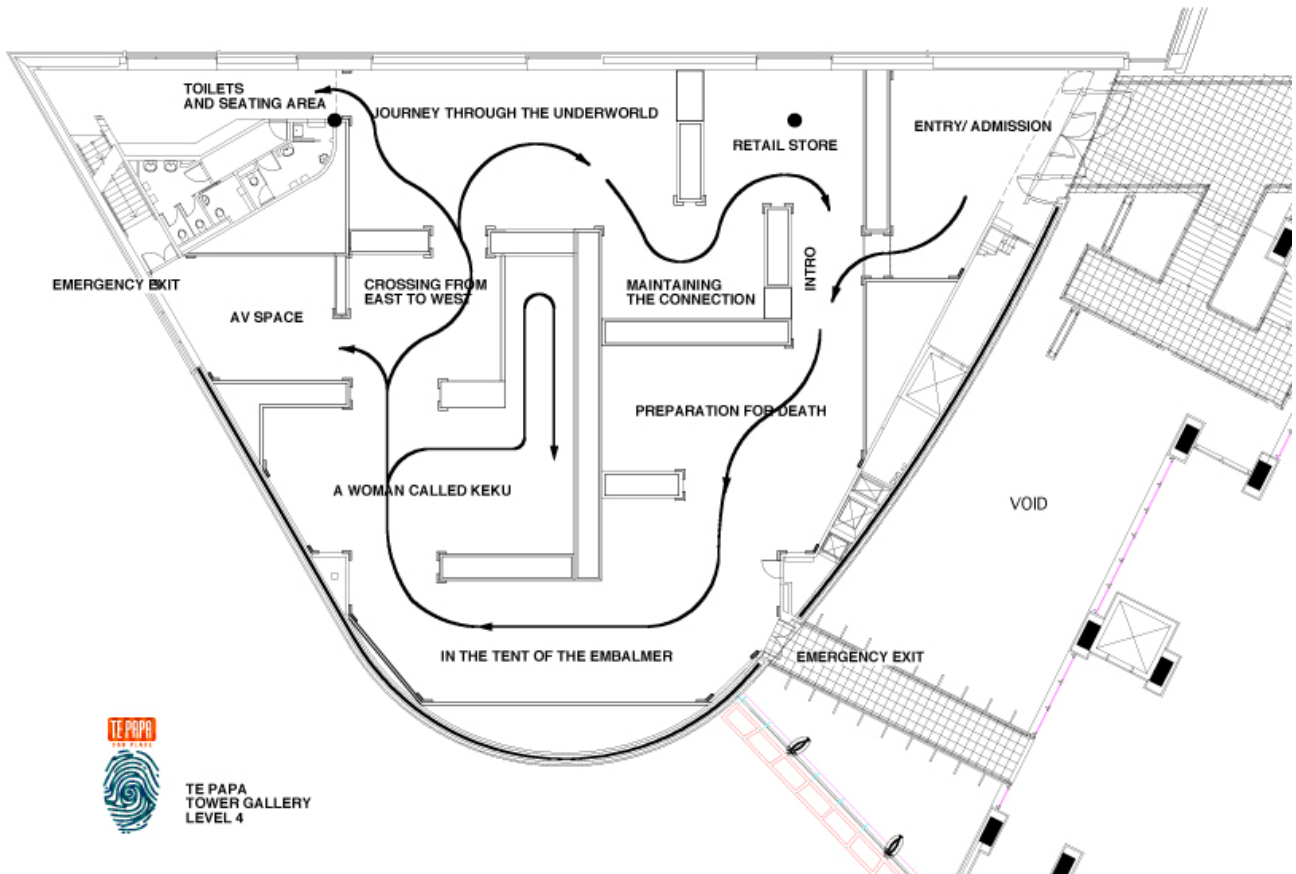 TOILETS
AND SEATING AREA
JOURNEY THROUGH THE UNDERWORLD
RETAIL STORE
ENTRY/ ADMISSION
EMERGENCY EXIT
CROSSING FROM
EAST TO WEST
MAINTAINING
THE CONNECTION
INTRO
AV SPACE
PREPARATION FOR DEATH
A WOMAN CALLED KEKU
VOID
IN THE TENT OF THE EMBALMER
EMERGENCY EXIT
TE PAPA
OUR PLACE
TE PAPA
TOWER GALLERY
LEVEL 4